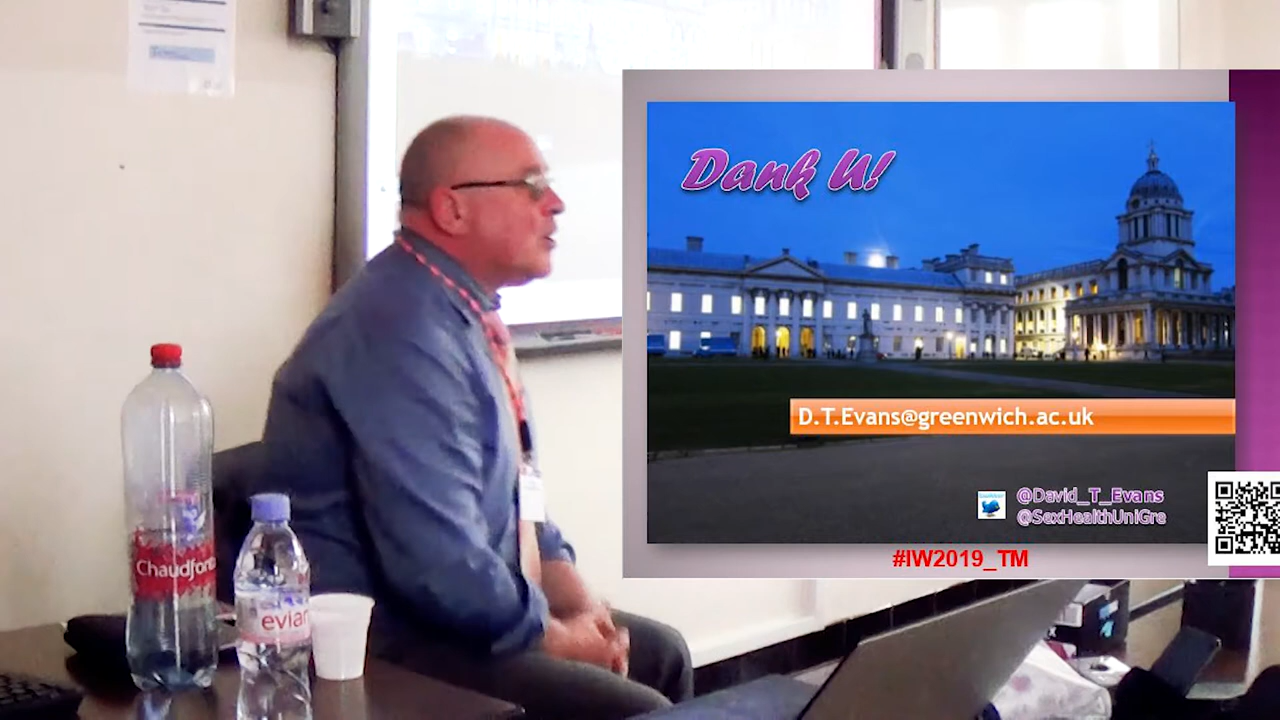 Dank U!
D.T.Evans@greenwich.ac.uk
@David_T_Evans
@SexHealthUniGre
#IW2019_TM
Chaudfont
evian